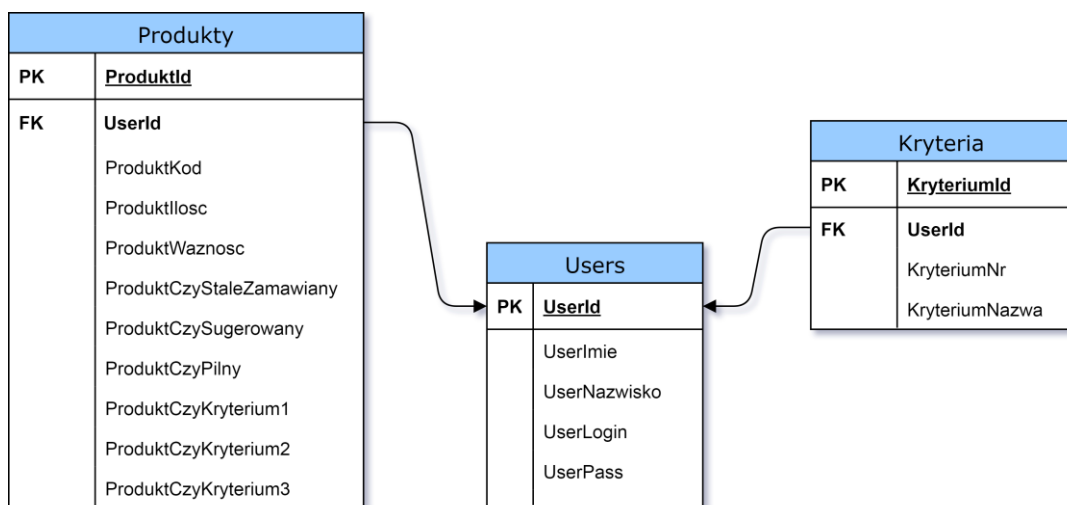 Produkty
PK ProduktId
FK UserId
ProduktKod
ProduktIlosc
ProduktWaznosc
ProduktCzyStaleZamawiany
ProduktCzySugerowany
ProduktCzyPilny
ProduktCzyKryterium1
ProduktCzyKryterium2
ProduktCzyKryterium3
Users
PK UserId
UserImie
UserNazwisko
UserLogin
UserPass
Kryteria
PK KryteriumId
FK UserId
KryteriumNr
KryteriumNazwa